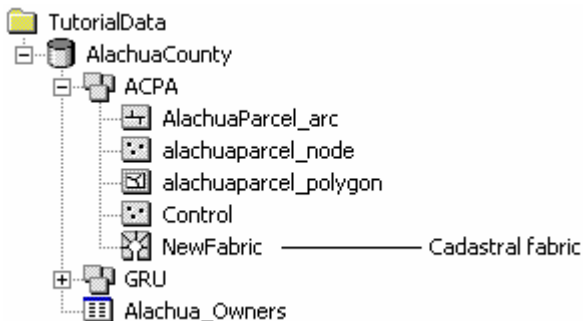 TutorialData
AlachuaCounty
ACPA
AlachuaParcel_arc
alachuaparcel_node
alachuaparcel_polygon
Control
NewFabric Cadastral fabric
GRU
Alachua_Owners